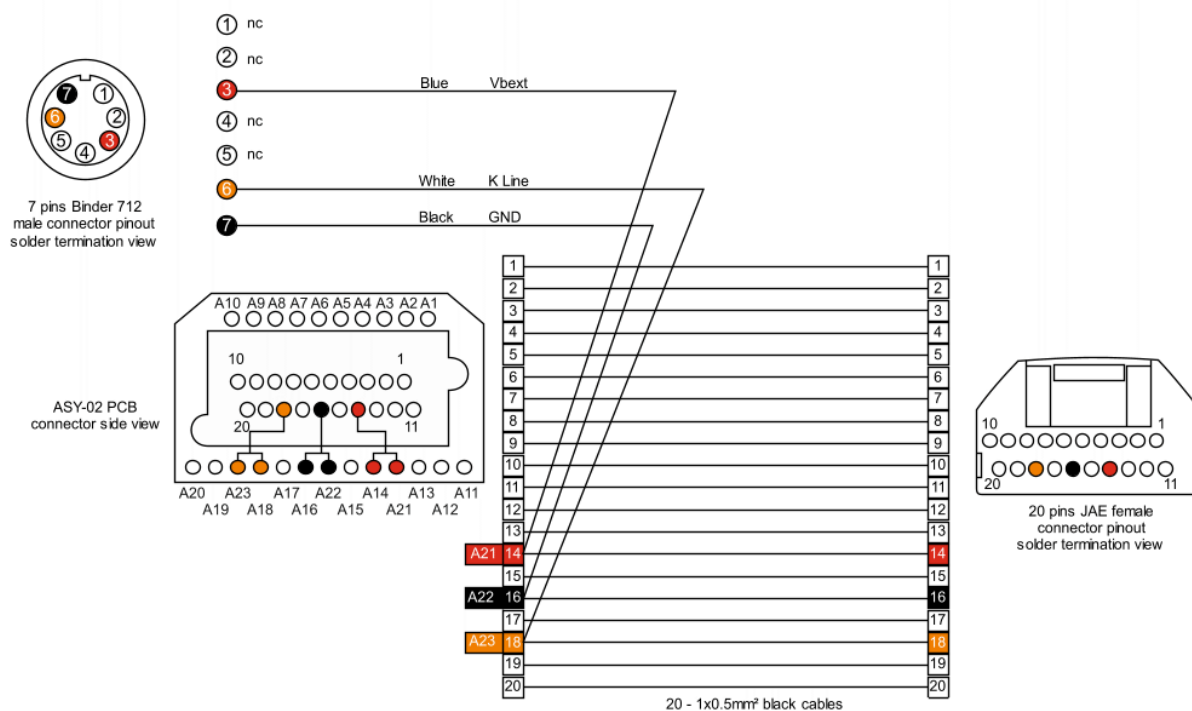 1 nc
2 nc
3 Blue Vbext
4 nc
5 nc
6 White K Line
7 Black GND
7 1
6 2
5 3
4
7 pins Binder 712
male connector pinout
solder termination view
A10 A9 A8 A7 A6 A5 A4 A3 A2 A1
10 1
20 11
A20 A23 A17 A22 A14 A13 A11
A19 A18 A16 A15 A21 A12
ASY-02 PCB
connector side view
1 1
2 2
3 3
4 4
5 5
6 6
7 7
8 8
9 9
10 10
11 11
12 12
13 13
A21 14 14
15 15
A22 16 16
17 17
A23 18 18
19 19
20 20
20 - 1x0.5mm² black cables
10 1
20 11
20 pins JAE female
connector pinout
solder termination view